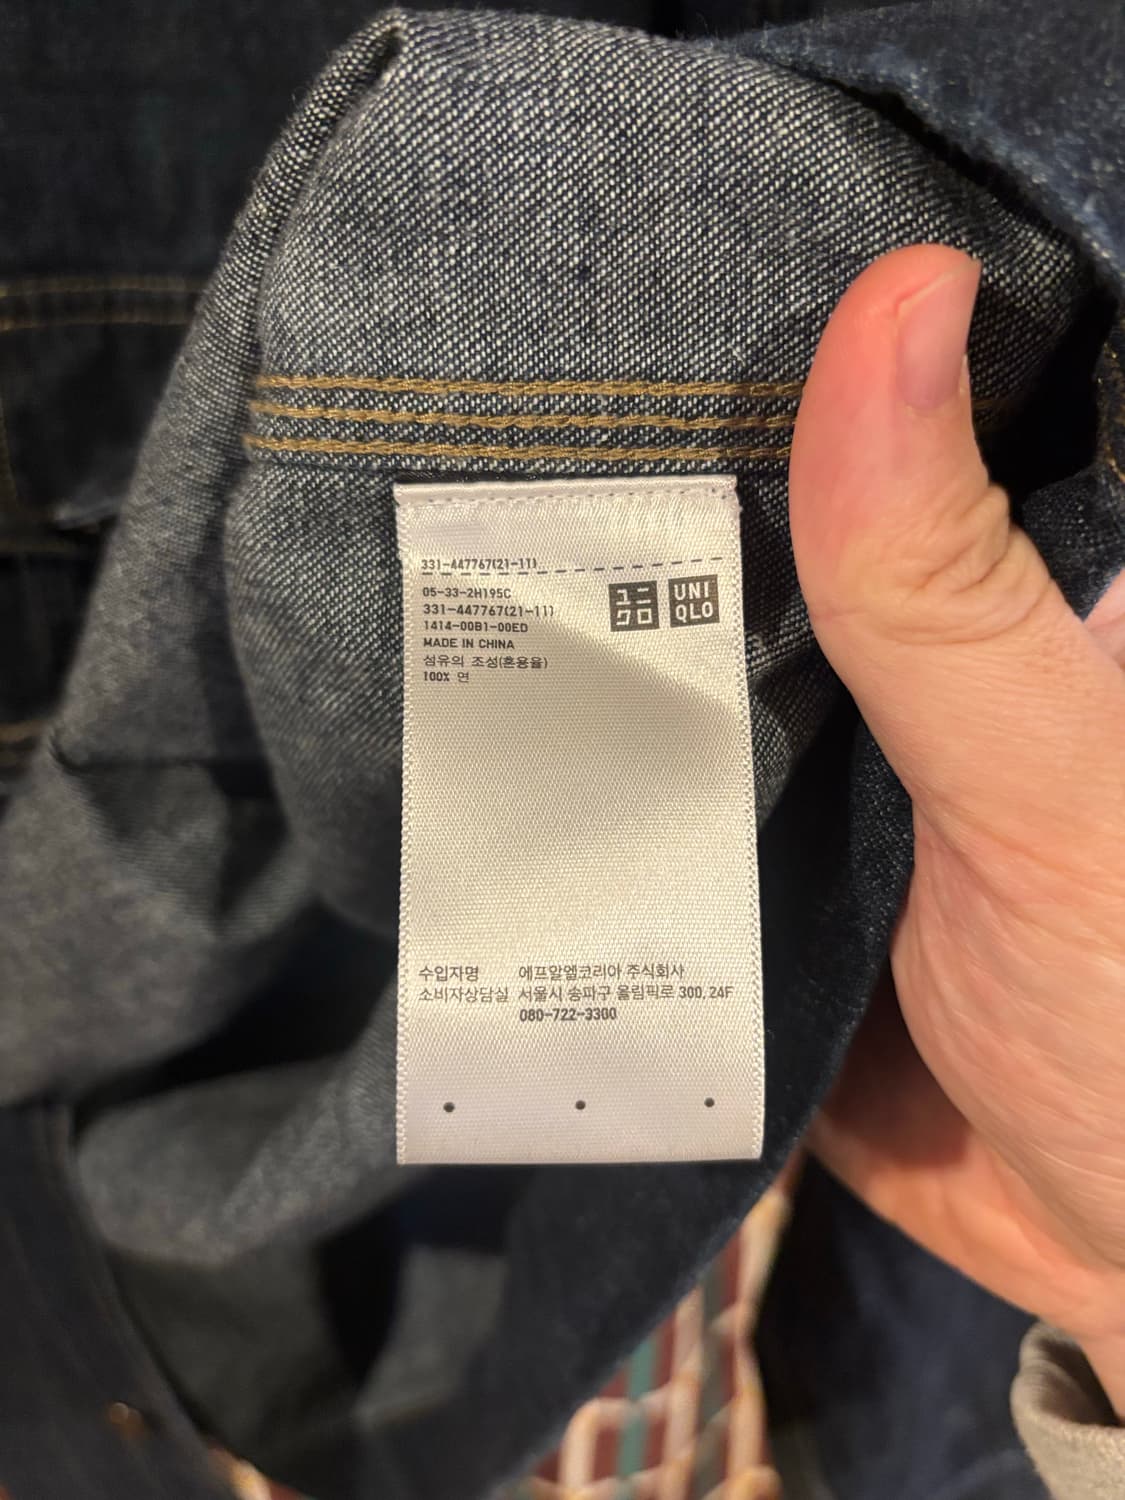 331-447767(21-11)
05-33-2H195C
331-447767(21-11)
1414-00B1-00ED
MADE IN CHINA
섬유의 조성(혼용율)
100% 면
ユニ
クロ
UNI
QLO
수입자명 에프알엘코리아 주식회사
소비자상담실 서울시 송파구 올림픽로 300, 24F
080-722-3300